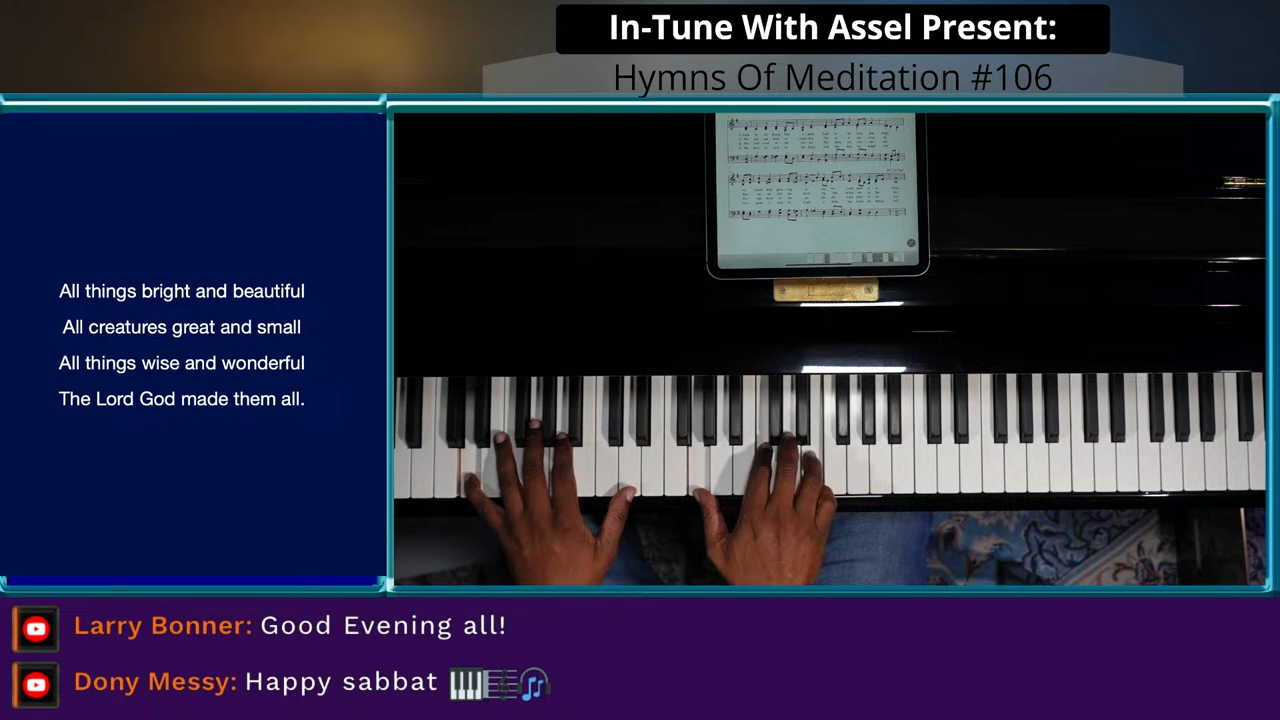 In-Tune With Assel Present:
Hymns Of Meditation #106
All things bright and beautiful
All creatures great and small
All things wise and wonderful
The Lord God made them all.
Larry Bonner: Good Evening all!
Dony Messy: Happy sabbat 🎹🎼🎧